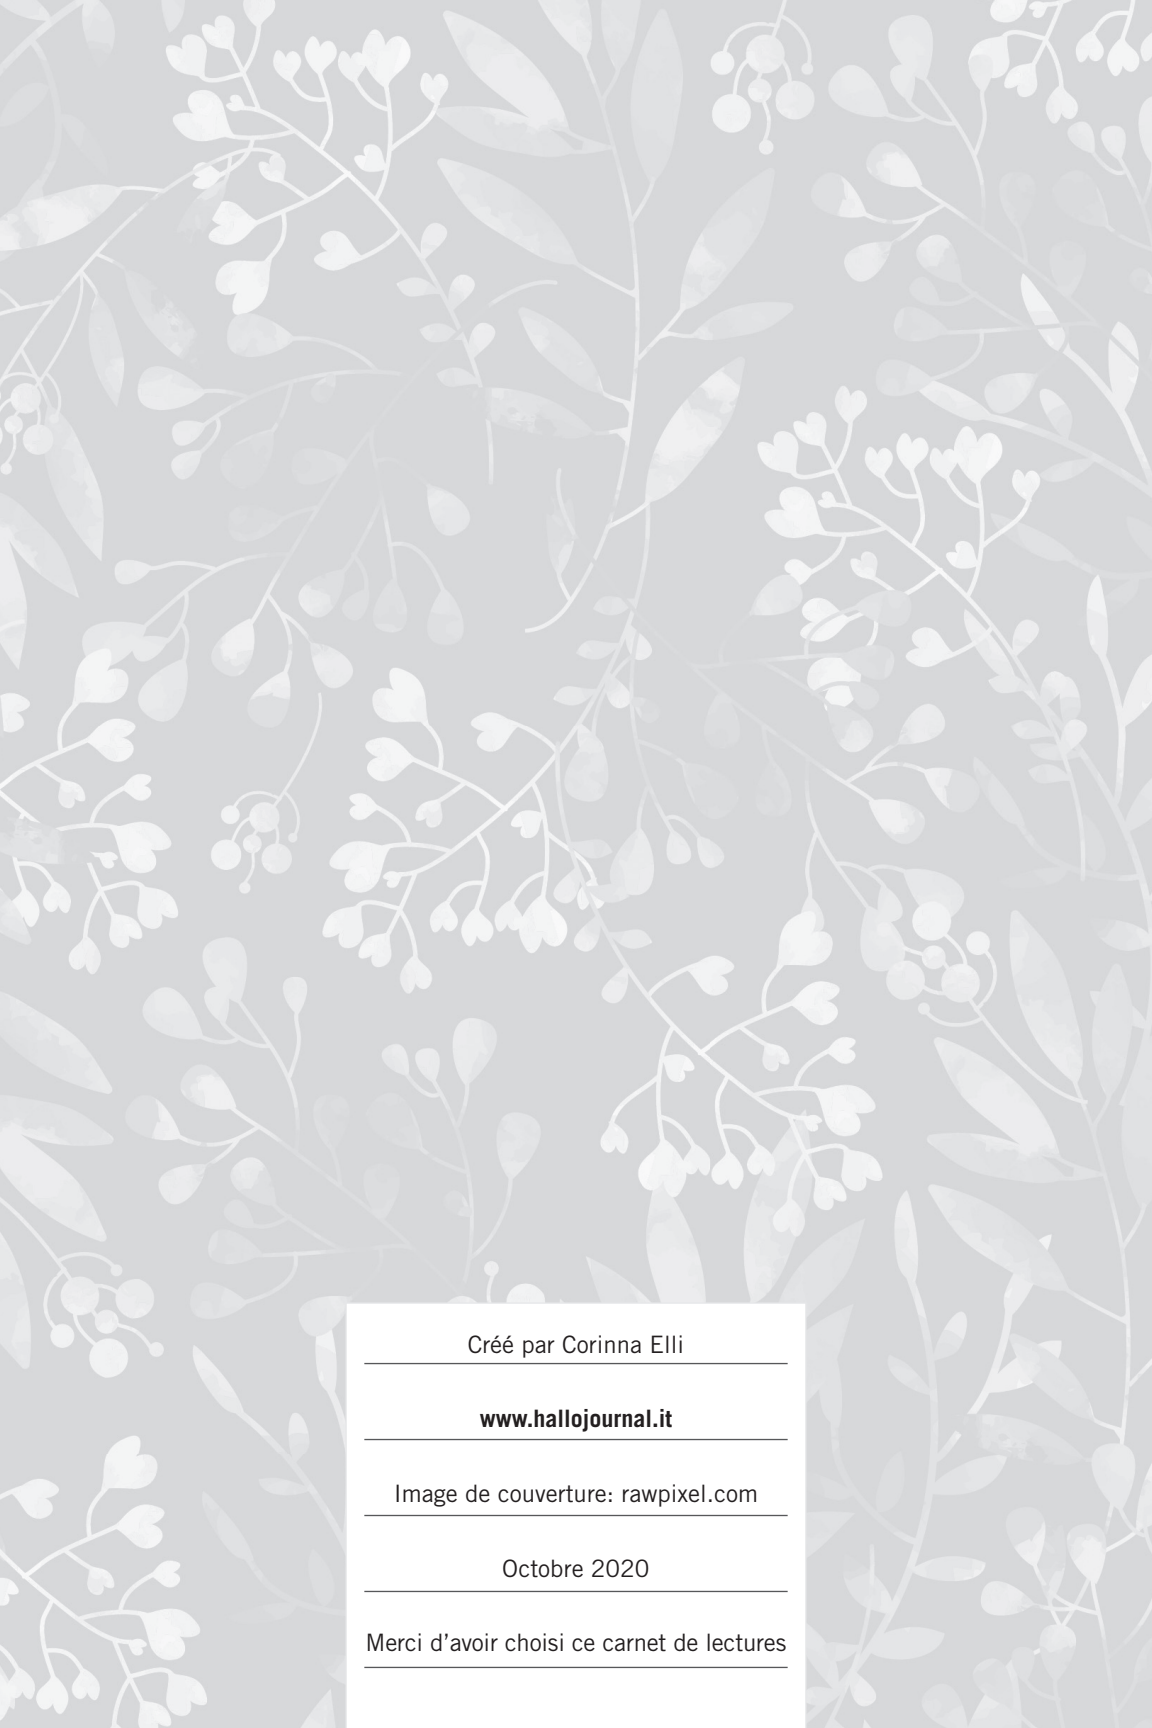 Créé par Corinna Elli
www.hallojournal.it
Image de couverture: rawpixel.com
Octobre 2020
Merci d’avoir choisi ce carnet de lectures